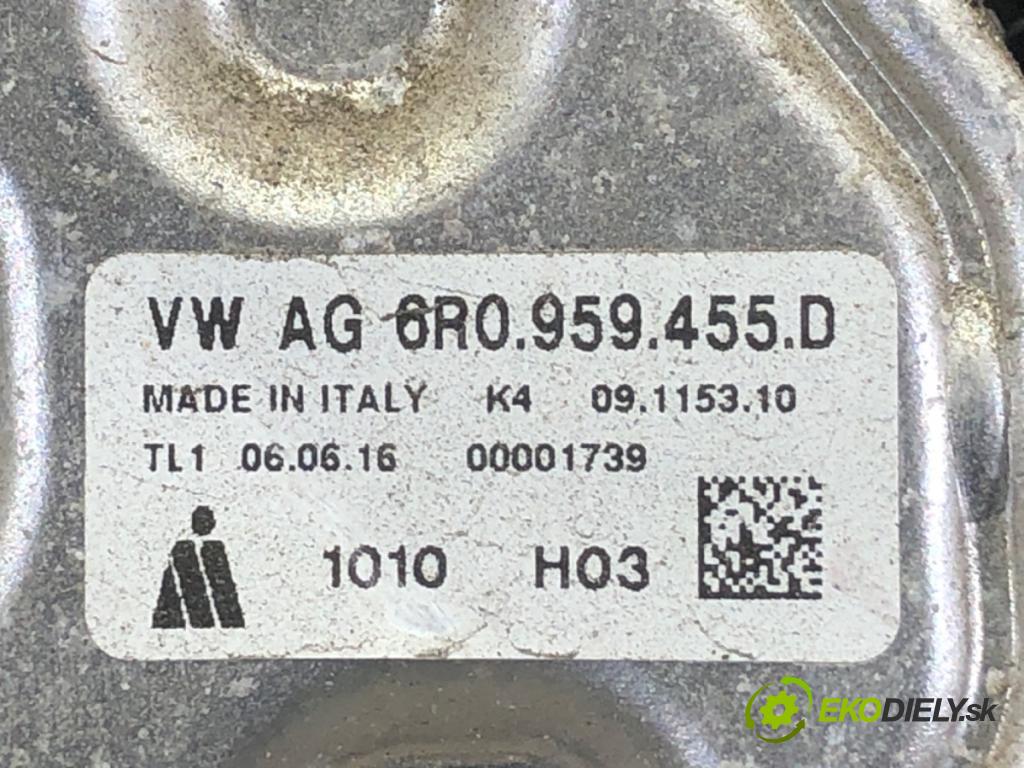 VW AG 6R0.959.455.D
MADE IN ITALY K4 09.1153.10
TL1 06.06.16 00001739
1010 H03
EKODIELY.sk